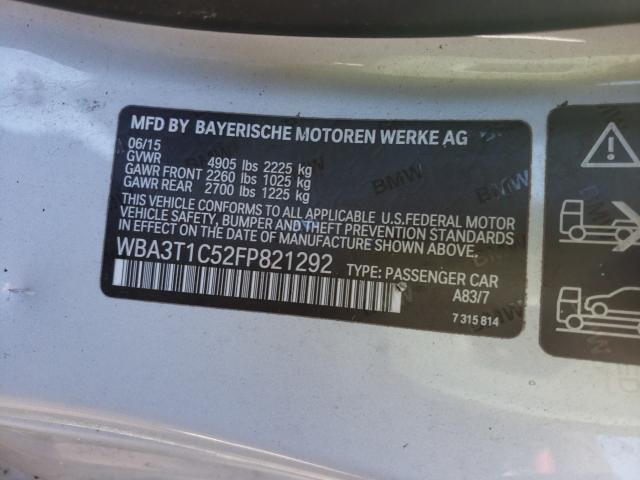 MFD BY BAYERISCHE MOTOREN WERKE AG
06/15
GVWR 4905 lbs 2225 kg
GAWR FRONT 2260 lbs 1025 kg
GAWR REAR 2700 lbs 1225 kg
THIS VEHICLE CONFORMS TO ALL APPLICABLE U.S.FEDERAL MOTOR
VEHICLE SAFETY, BUMPER AND THEFT PREVENTION STANDARDS
IN EFFECT ON THE DATE OF MANUFACTURE SHOWN ABOVE.
WBA3T1C52FP821292 TYPE: PASSENGER CAR
A83/7
7 315 814
BMW
BMW